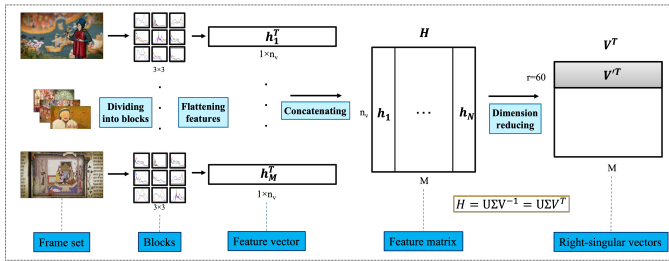 H
V^T
h_1^T
1×n_v
3×3
r=60
V'^T
Dividing
into blocks
Flattening
features
Concatenating
n_v
h_1
...
h_N
Dimension
reducing
h_M^T
1×n_v
3×3
M
M
H = UΣV^{-1} = UΣV^T
Frame set
Blocks
Feature vector
Feature matrix
Right-singular vectors